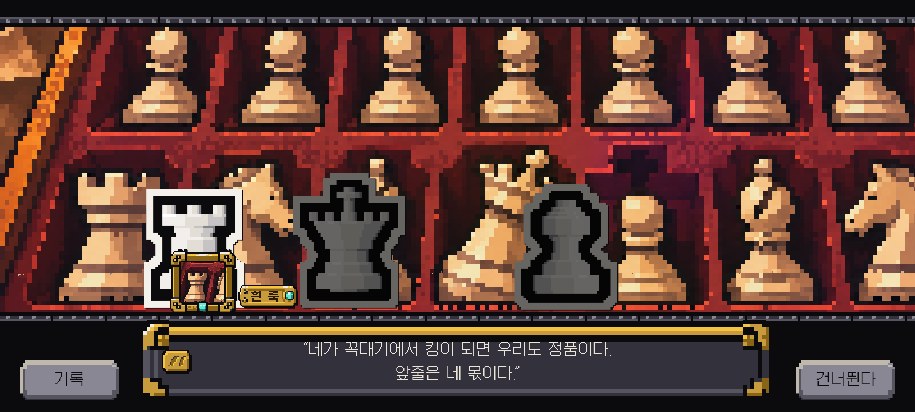 흰 룩
"네가 꼭대기에서 킹이 되면 우리도 정품이다.
앞줄은 네 몫이다."
기록
건너뛴다